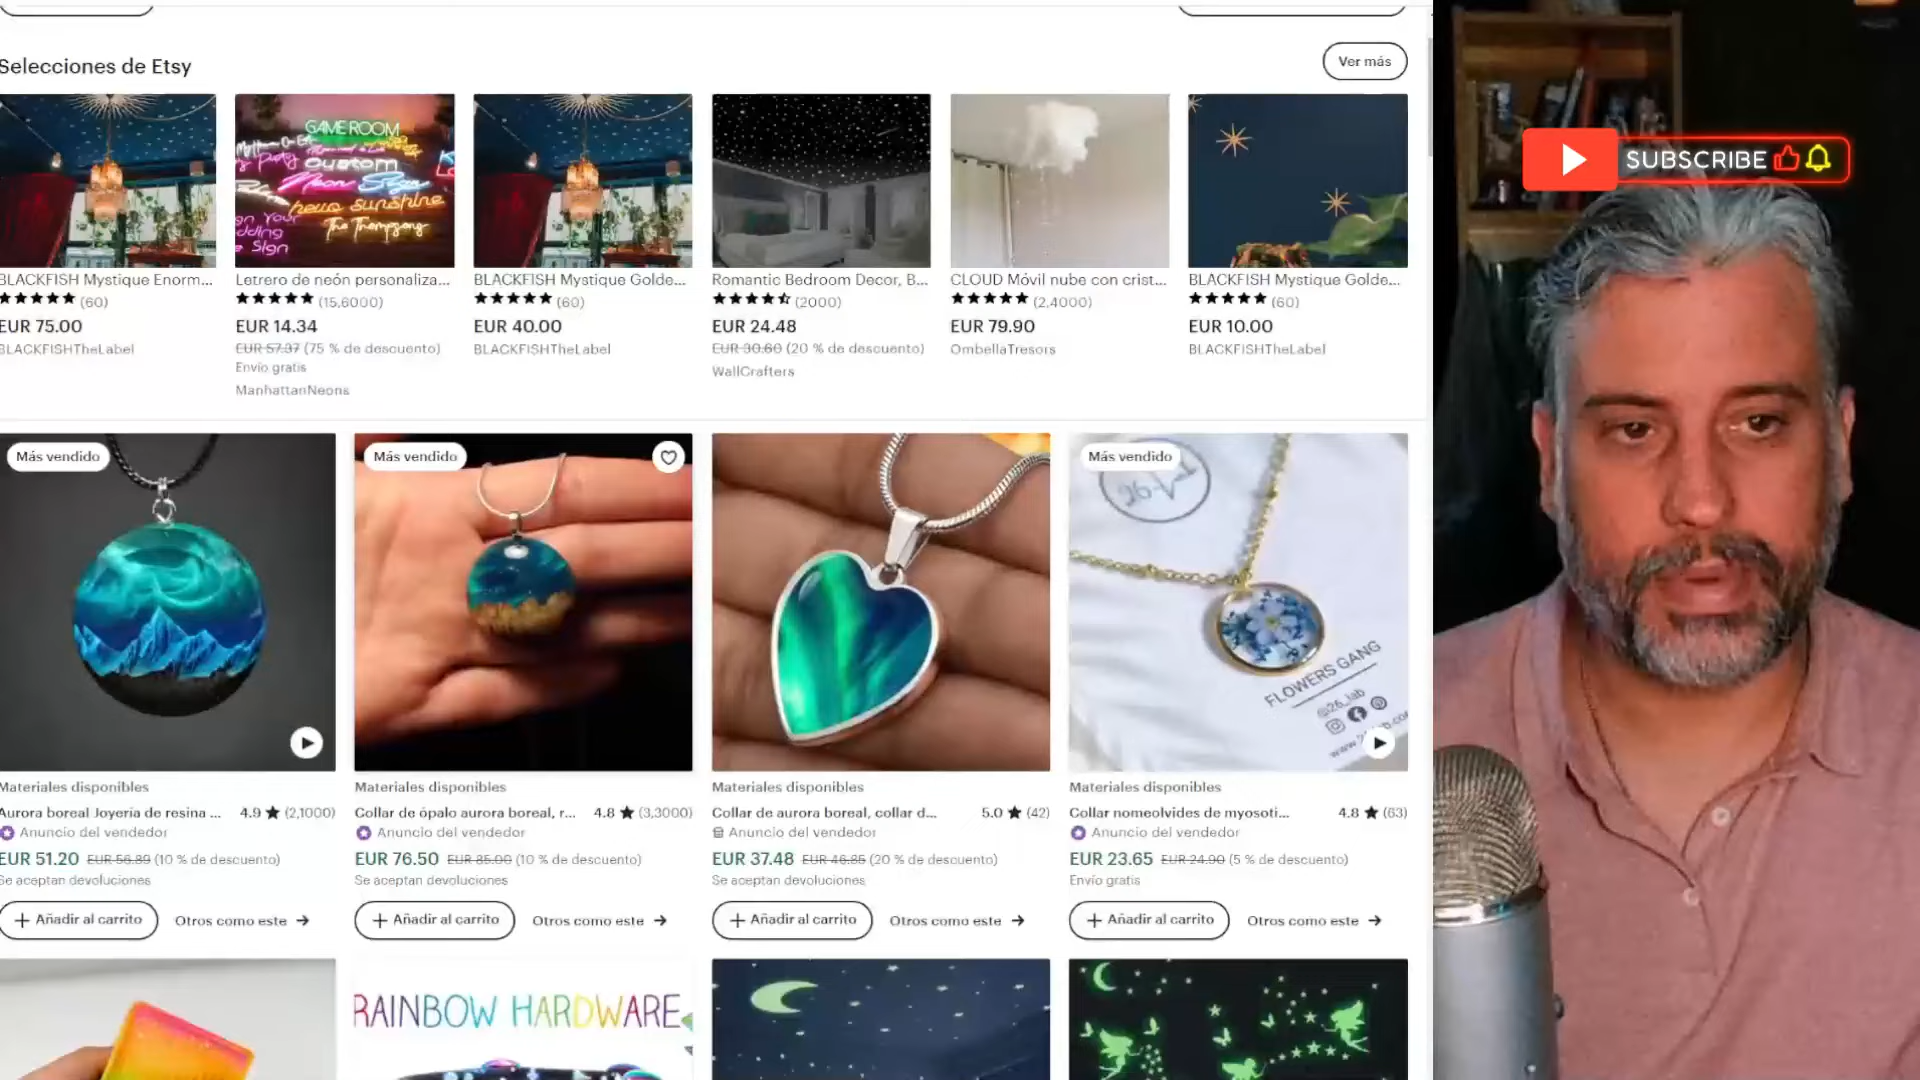 Selecciones de Etsy
Ver más
SUBSCRIBE
GAME ROOM
custom
Neon Sign
hello sunshine
The Thompsons
BLACKFISH Mystique Enorm...
Letrero de neón personaliza...
BLACKFISH Mystique Golde...
Romantic Bedroom Decor, B...
CLOUD Móvil nube con crist...
BLACKFISH Mystique Golde...
(60)
(15,6000)
(60)
(2000)
(2,4000)
(60)
EUR 75.00
EUR 14.34
EUR 40.00
EUR 24.48
EUR 79.90
EUR 10.00
BLACKFISHTheLabel
EUR 57.37 (75 % de descuento)
BLACKFISHTheLabel
EUR 30.60 (20 % de descuento)
OmbellaTresors
BLACKFISHTheLabel
Envío gratis
WallCrafters
ManhattanNeons
Más vendido
Más vendido
Más vendido
FLOWERS GANG
@26_lab
Materiales disponibles
Materiales disponibles
Materiales disponibles
Materiales disponibles
Aurora boreal Joyería de resina ... 4.9 (2,1000)
Collar de ópalo aurora boreal, r... 4.8 (3,3000)
Collar de aurora boreal, collar d... 5.0 (42)
Collar nomeolvides de myosoti... 4.8 (63)
Anuncio del vendedor
Anuncio del vendedor
Anuncio del vendedor
Anuncio del vendedor
EUR 51.20 EUR 56.89 (10 % de descuento)
EUR 76.50 EUR 85.00 (10 % de descuento)
EUR 37.48 EUR 46.85 (20 % de descuento)
EUR 23.65 EUR 24.90 (5 % de descuento)
Se aceptan devoluciones
Se aceptan devoluciones
Se aceptan devoluciones
Envío gratis
+ Añadir al carrito
Otros como este →
+ Añadir al carrito
Otros como este →
+ Añadir al carrito
Otros como este →
+ Añadir al carrito
Otros como este →
RAINBOW HARDWARE